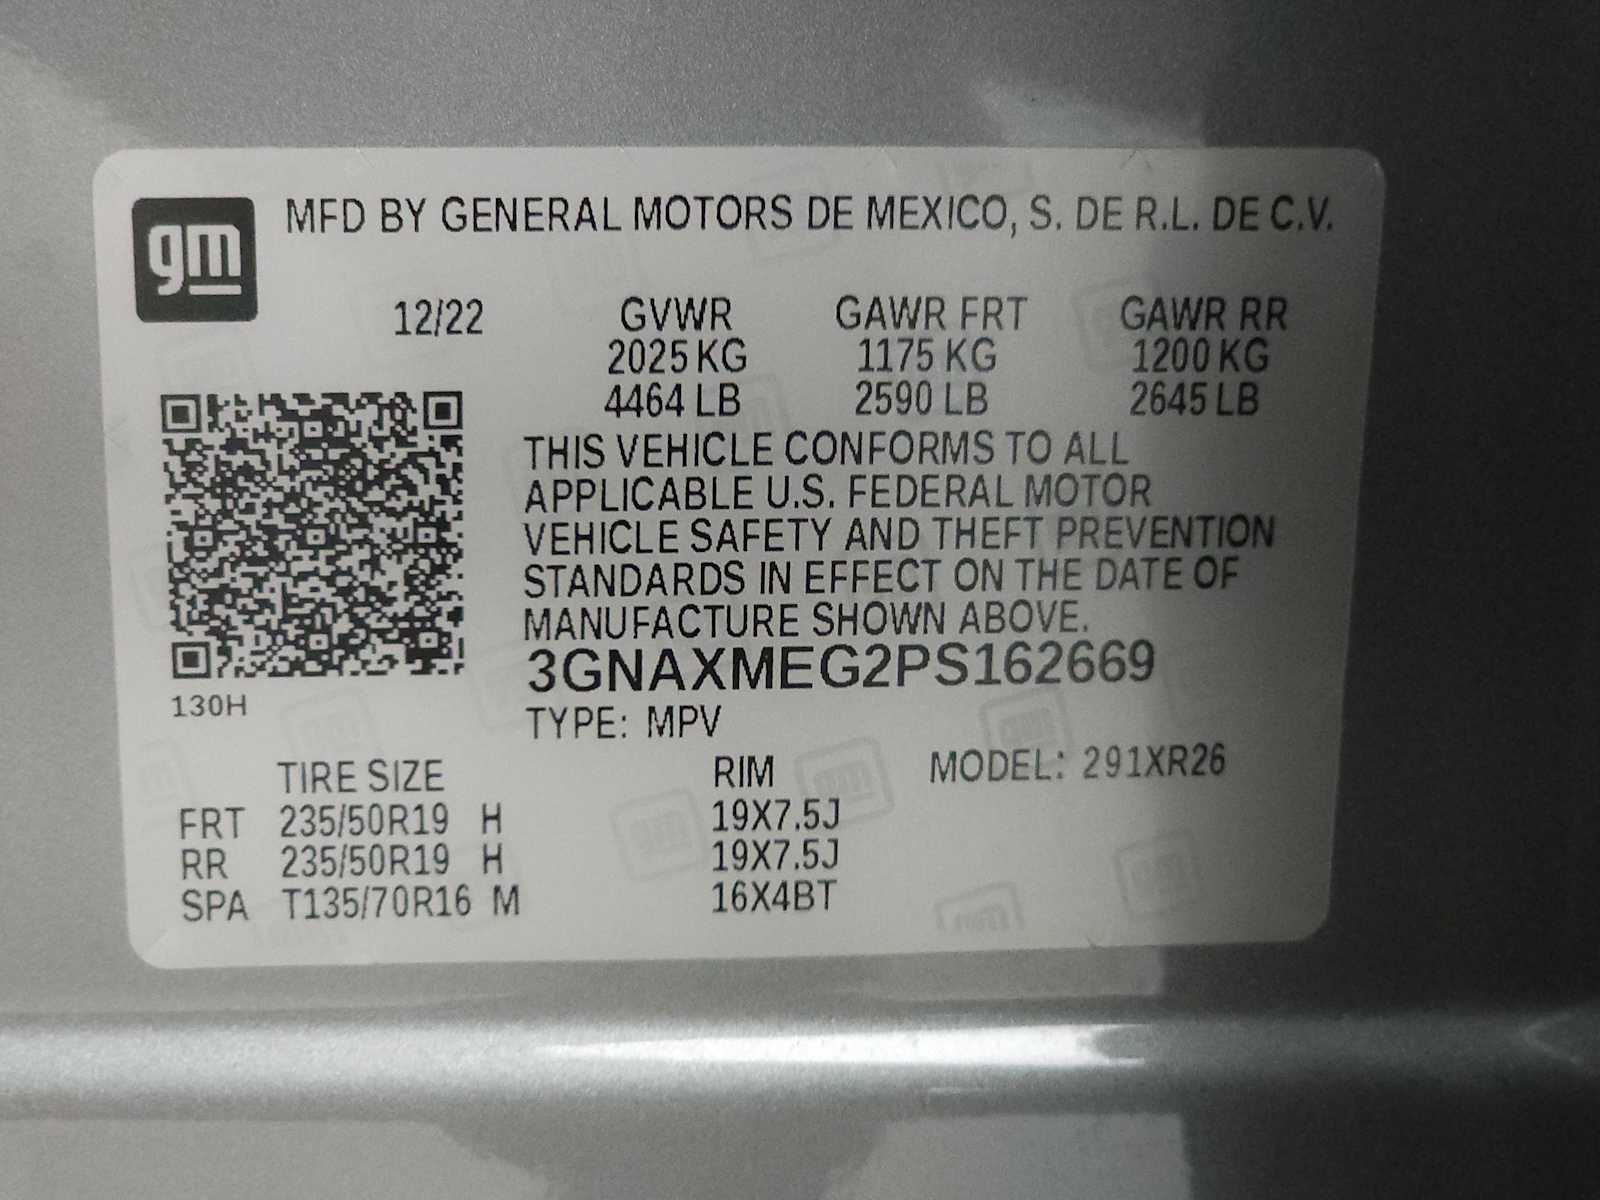 gm
MFD BY GENERAL MOTORS DE MEXICO, S. DE R.L. DE C.V.
12/22 GVWR GAWR FRT GAWR RR
2025 KG 1175 KG 1200 KG
4464 LB 2590 LB 2645 LB
THIS VEHICLE CONFORMS TO ALL
APPLICABLE U.S. FEDERAL MOTOR
VEHICLE SAFETY AND THEFT PREVENTION
STANDARDS IN EFFECT ON THE DATE OF
MANUFACTURE SHOWN ABOVE.
3GNAXMEG2PS162669
130H
TYPE: MPV
TIRE SIZE RIM MODEL: 291XR26
FRT 235/50R19 H 19X7.5J
RR 235/50R19 H 19X7.5J
SPA T135/70R16 M 16X4BT